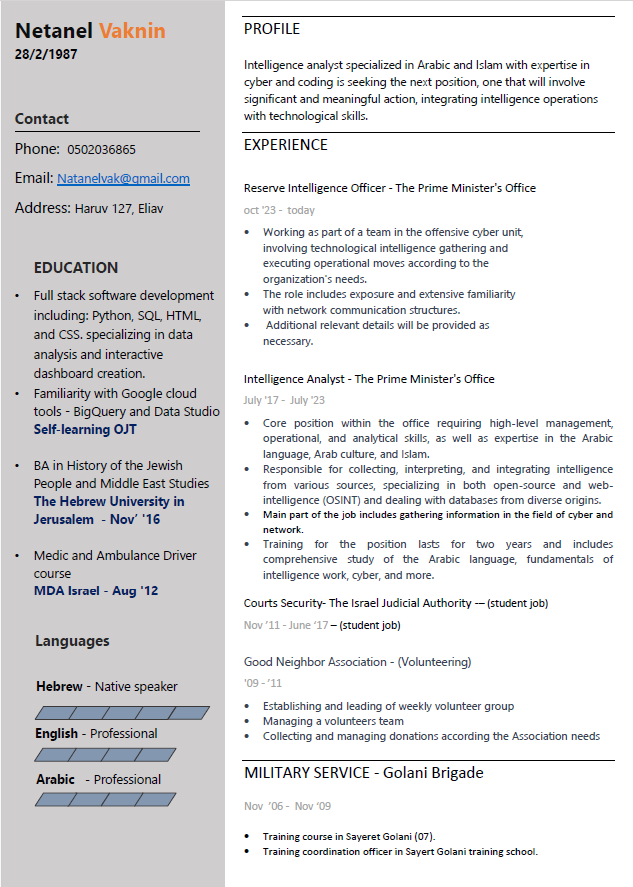 Netanel Vaknin
28/2/1987
Contact
Phone: 0502036865
Email: Natanelvak@gmail.com
Address: Haruv 127, Eliav
EDUCATION
• Full stack software development
including: Python, SQL, HTML,
and CSS. specializing in data
analysis and interactive
dashboard creation.
• Familiarity with Google cloud
tools - BigQuery and Data Studio
Self-learning OJT
• BA in History of the Jewish
People and Middle East Studies
The Hebrew University in
Jerusalem - Nov’ '16
• Medic and Ambulance Driver
course
MDA Israel - Aug '12
Languages
Hebrew - Native speaker
English - Professional
Arabic - Professional
PROFILE
Intelligence analyst specialized in Arabic and Islam with expertise in
cyber and coding is seeking the next position, one that will involve
significant and meaningful action, integrating intelligence operations
with technological skills.
EXPERIENCE
Reserve Intelligence Officer - The Prime Minister's Office
oct '23 - today
• Working as part of a team in the offensive cyber unit,
involving technological intelligence gathering and
executing operational moves according to the
organization's needs.
• The role includes exposure and extensive familiarity
with network communication structures.
• Additional relevant details will be provided as
necessary.
Intelligence Analyst - The Prime Minister's Office
July '17 - July '23
• Core position within the office requiring high-level management,
operational, and analytical skills, as well as expertise in the Arabic
language, Arab culture, and Islam.
• Responsible for collecting, interpreting, and integrating intelligence
from various sources, specializing in both open-source and web-
intelligence (OSINT) and dealing with databases from diverse origins.
• Main part of the job includes gathering information in the field of cyber and
network.
• Training for the position lasts for two years and includes
comprehensive study of the Arabic language, fundamentals of
intelligence work, cyber, and more.
Courts Security- The Israel Judicial Authority -– (student job)
Nov ’11 - June ‘17 – (student job)
Good Neighbor Association - (Volunteering)
'09 - ’11
• Establishing and leading of weekly volunteer group
• Managing a volunteers team
• Collecting and managing donations according the Association needs
MILITARY SERVICE - Golani Brigade
Nov ’06 - Nov ‘09
• Training course in Sayeret Golani (07).
• Training coordination officer in Sayert Golani training school.